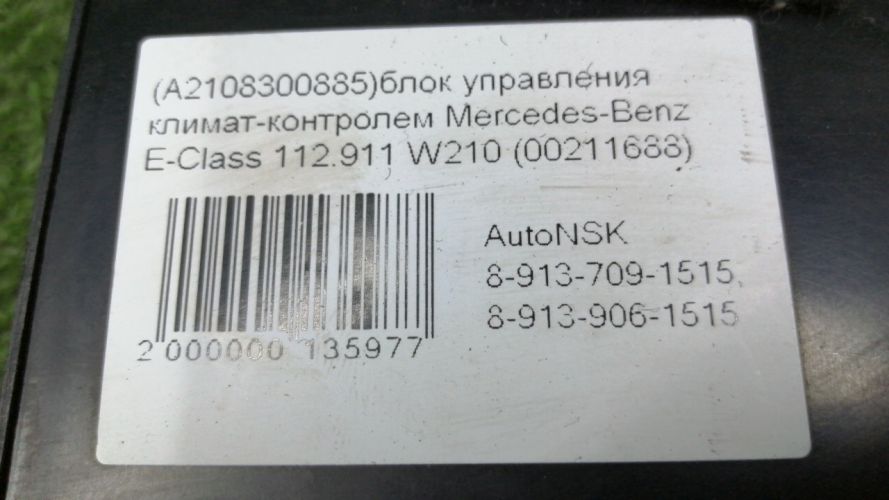 (A2108300885)блок управления
климат-контролем Mercedes-Benz
E-Class 112.911 W210 (00211688)
AutoNSK
8-913-709-1515,
8-913-906-1515
2 000000 135977